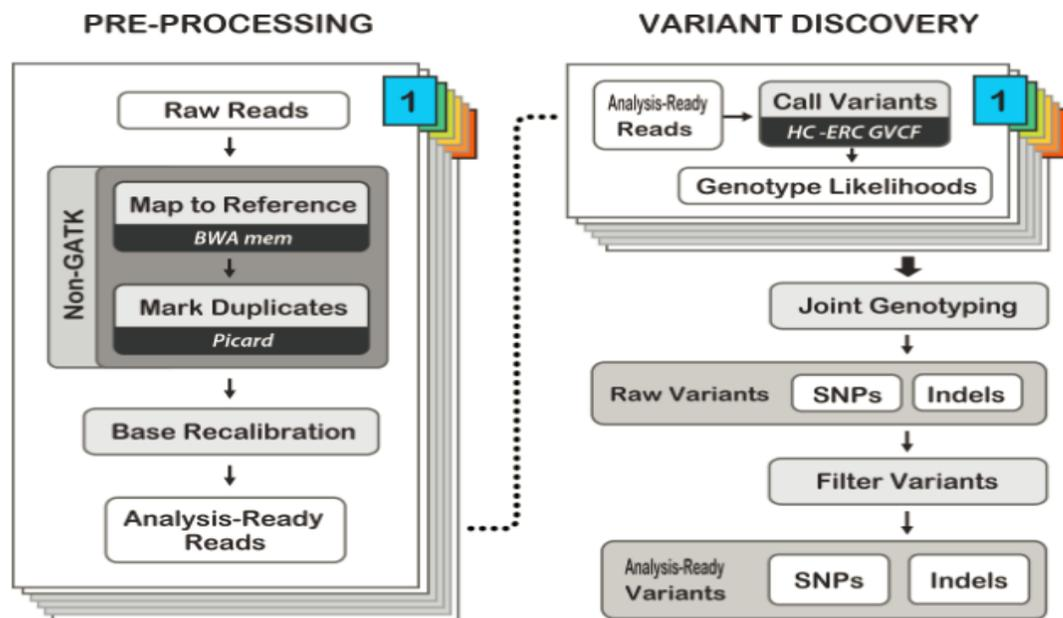 PRE-PROCESSING
1
Raw Reads
Non-GATK
Map to Reference
BWA mem
Mark Duplicates
Picard
Base Recalibration
Analysis-Ready
Reads
VARIANT DISCOVERY
1
Analysis-Ready
Reads
Call Variants
HC -ERC GVCF
Genotype Likelihoods
Joint Genotyping
Raw Variants SNPs Indels
Filter Variants
Analysis-Ready
Variants
SNPs Indels